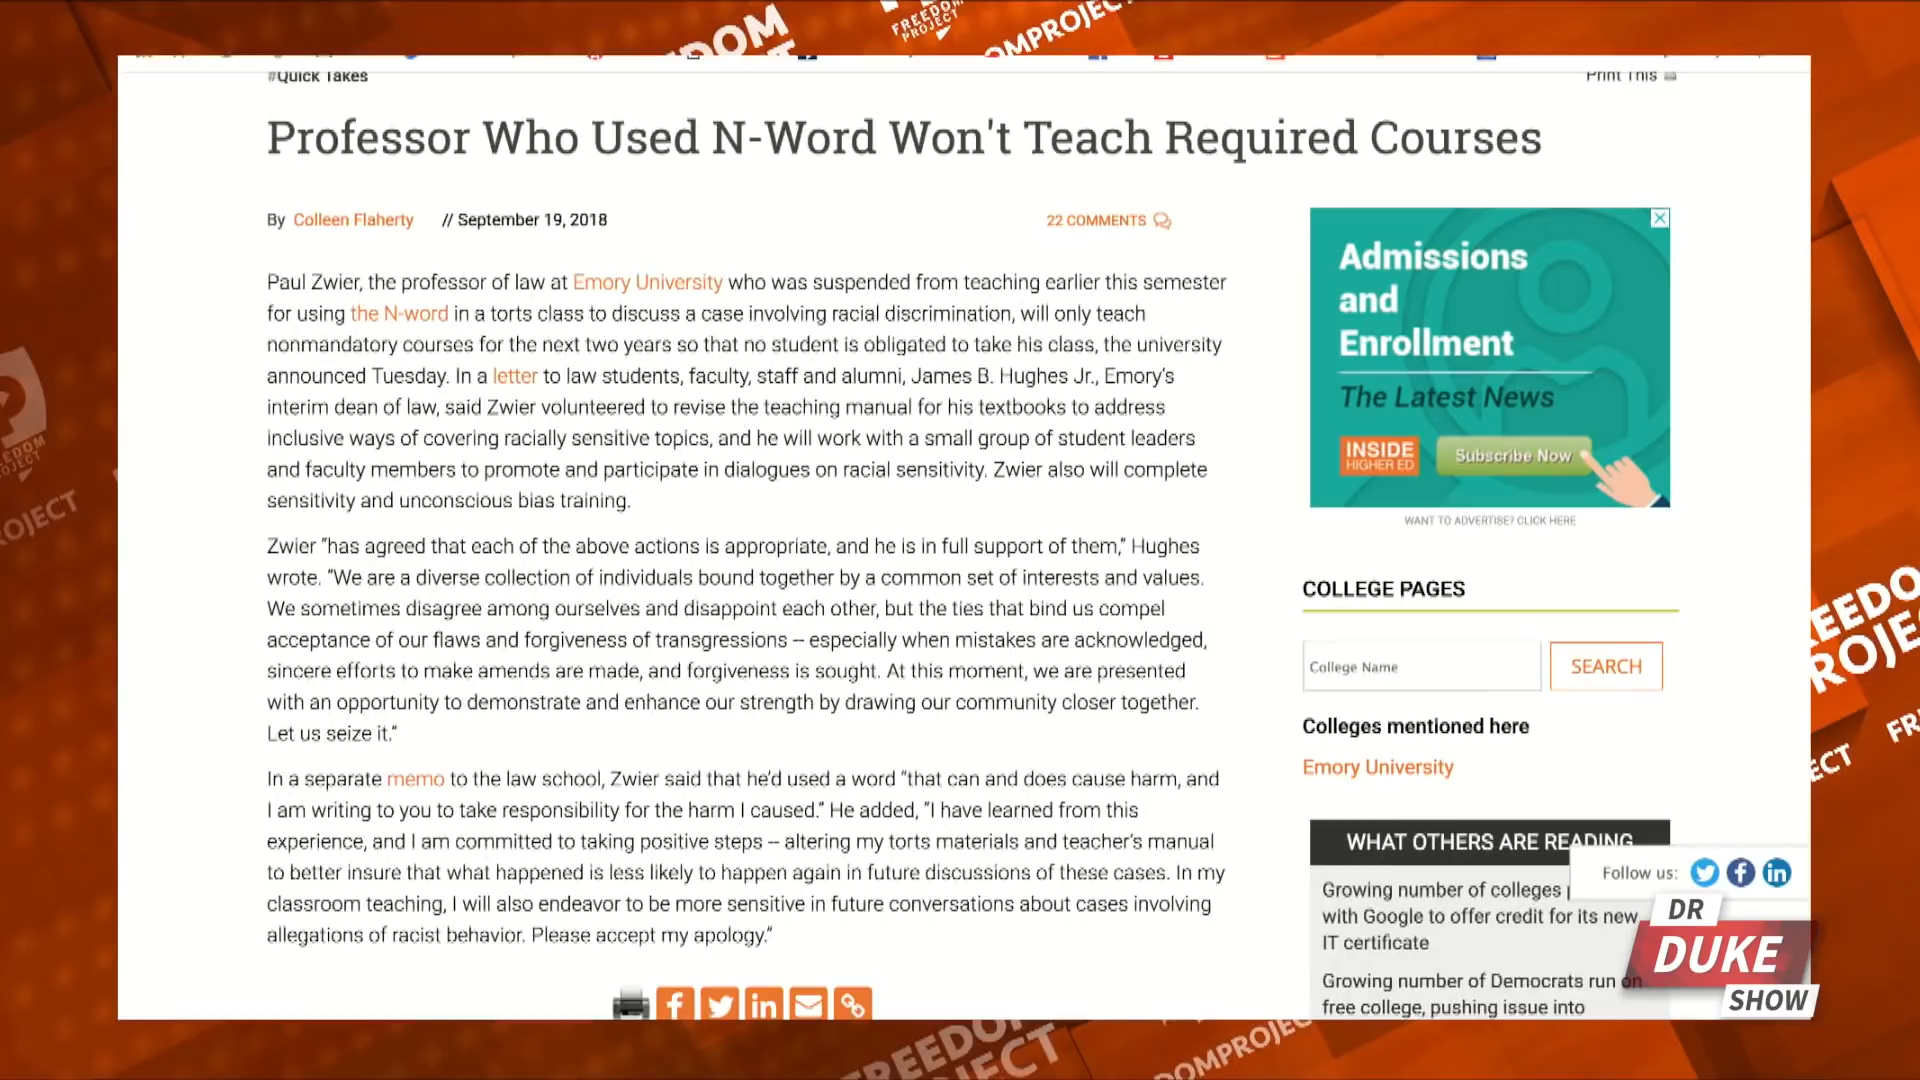 FREEDOM
PROJECT
OMPROJEC
DOM
#Quick Takes
Print This
Professor Who Used N-Word Won't Teach Required Courses
By Colleen Flaherty // September 19, 2018
22 COMMENTS
Paul Zwier, the professor of law at Emory University who was suspended from teaching earlier this semester
for using the N-word in a torts class to discuss a case involving racial discrimination, will only teach
nonmandatory courses for the next two years so that no student is obligated to take his class, the university
announced Tuesday. In a letter to law students, faculty, staff and alumni, James B. Hughes Jr., Emory's
interim dean of law, said Zwier volunteered to revise the teaching manual for his textbooks to address
inclusive ways of covering racially sensitive topics, and he will work with a small group of student leaders
and faculty members to promote and participate in dialogues on racial sensitivity. Zwier also will complete
sensitivity and unconscious bias training.
Zwier "has agreed that each of the above actions is appropriate, and he is in full support of them," Hughes
wrote. "We are a diverse collection of individuals bound together by a common set of interests and values.
We sometimes disagree among ourselves and disappoint each other, but the ties that bind us compel
acceptance of our flaws and forgiveness of transgressions -- especially when mistakes are acknowledged,
sincere efforts to make amends are made, and forgiveness is sought. At this moment, we are presented
with an opportunity to demonstrate and enhance our strength by drawing our community closer together.
Let us seize it."
In a separate memo to the law school, Zwier said that he'd used a word "that can and does cause harm, and
I am writing to you to take responsibility for the harm I caused." He added, "I have learned from this
experience, and I am committed to taking positive steps -- altering my torts materials and teacher's manual
to better insure that what happened is less likely to happen again in future discussions of these cases. In my
classroom teaching, I will also endeavor to be more sensitive in future conversations about cases involving
allegations of racist behavior. Please accept my apology."
Admissions
and
Enrollment
The Latest News
INSIDE
HIGHER ED
Subscribe Now
WANT TO ADVERTISE? CLICK HERE
COLLEGE PAGES
College Name
SEARCH
Colleges mentioned here
Emory University
WHAT OTHERS ARE READING
Follow us:
Growing number of colleges
with Google to offer credit for its new
IT certificate
Growing number of Democrats run on
free college, pushing issue into
DR
DUKE
SHOW
EEDO
ROJE
FR
ECT
EEDOM
OJECT
PROJECT
FREEDOM
JECT
DOMPROJEC